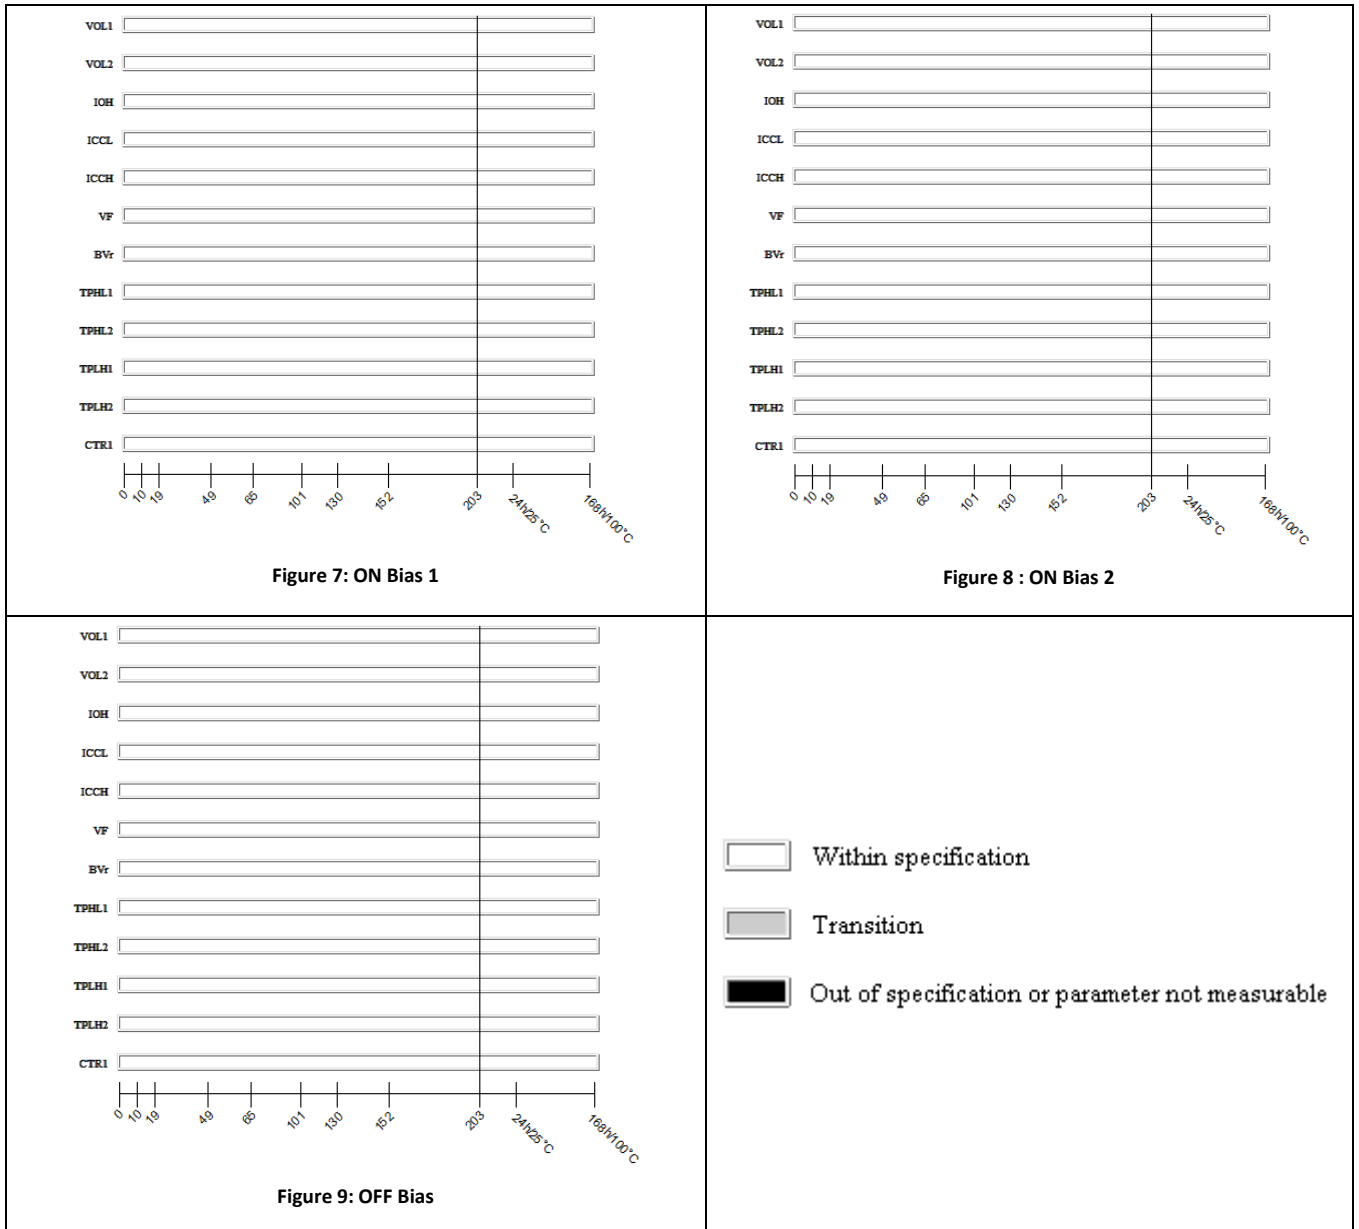 VOL1
VOL2
IOH
ICCL
ICCH
VF
BVr
TPHL1
TPHL2
TPLH1
TPLH2
CTR1
0 10 19 49 65 101 130 152 203 24h/25°C 168h/100°C
Figure 7: ON Bias 1
VOL1
VOL2
IOH
ICCL
ICCH
VF
BVr
TPHL1
TPHL2
TPLH1
TPLH2
CTR1
0 10 19 49 65 101 130 152 203 24h/25°C 168h/100°C
Figure 8 : ON Bias 2
VOL1
VOL2
IOH
ICCL
ICCH
VF
BVr
TPHL1
TPHL2
TPLH1
TPLH2
CTR1
0 10 19 49 65 101 130 152 203 24h/25°C 168h/100°C
Figure 9: OFF Bias
Within specification
Transition
Out of specification or parameter not measurable